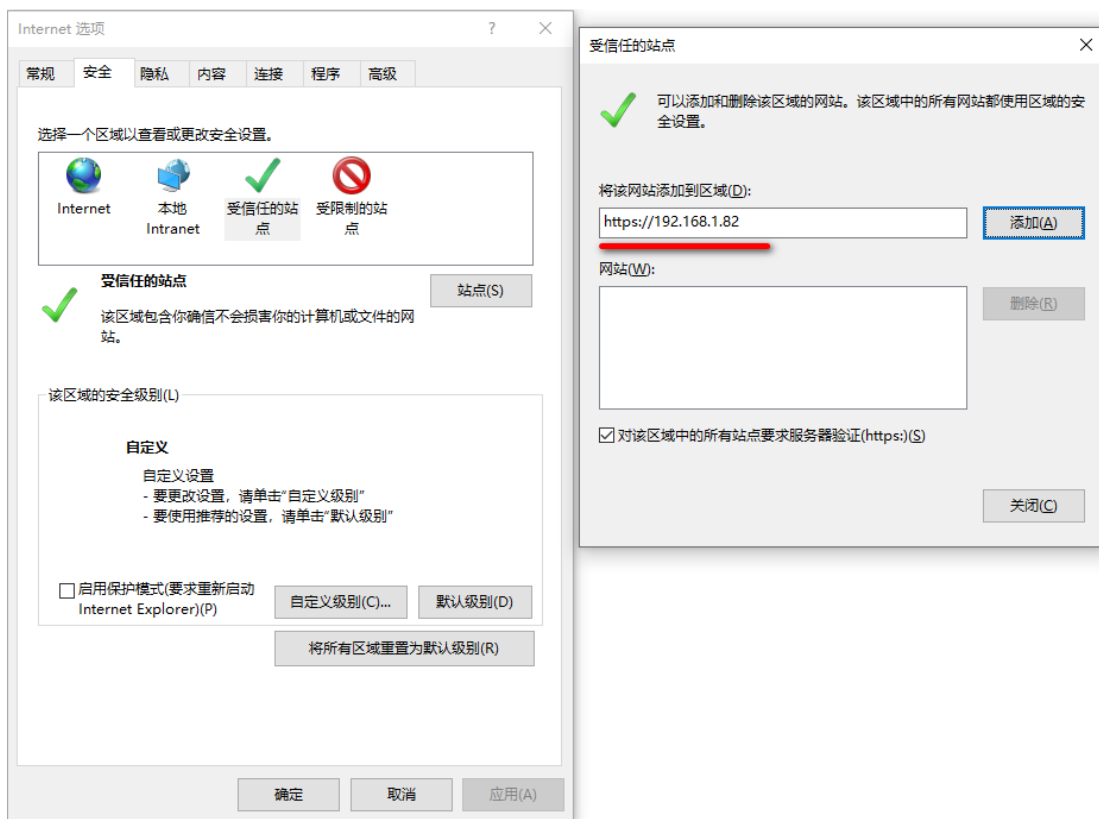 Internet 选项
?
常规 安全 隐私 内容 连接 程序 高级
选择一个区域以查看或更改安全设置。
Internet
本地
Intranet
受信任的站
点
受限制的站
点
受信任的站点
站点(S)
该区域包含你确信不会损害你的计算机或文件的网
站。
该区域的安全级别(L)
自定义
自定义设置
- 要更改设置，请单击“自定义级别”
- 要使用推荐的设置，请单击“默认级别”
启用保护模式(要求重新启动
Internet Explorer)(P)
自定义级别(C)...
默认级别(D)
将所有区域重置为默认级别(R)
确定
取消
应用(A)
受信任的站点
可以添加和删除该区域的网站。该区域中的所有网站都使用区域的安
全设置。
将该网站添加到区域(D):
https://192.168.1.82
添加(A)
网站(W):
删除(R)
对该区域中的所有站点要求服务器验证(https:)(S)
关闭(C)